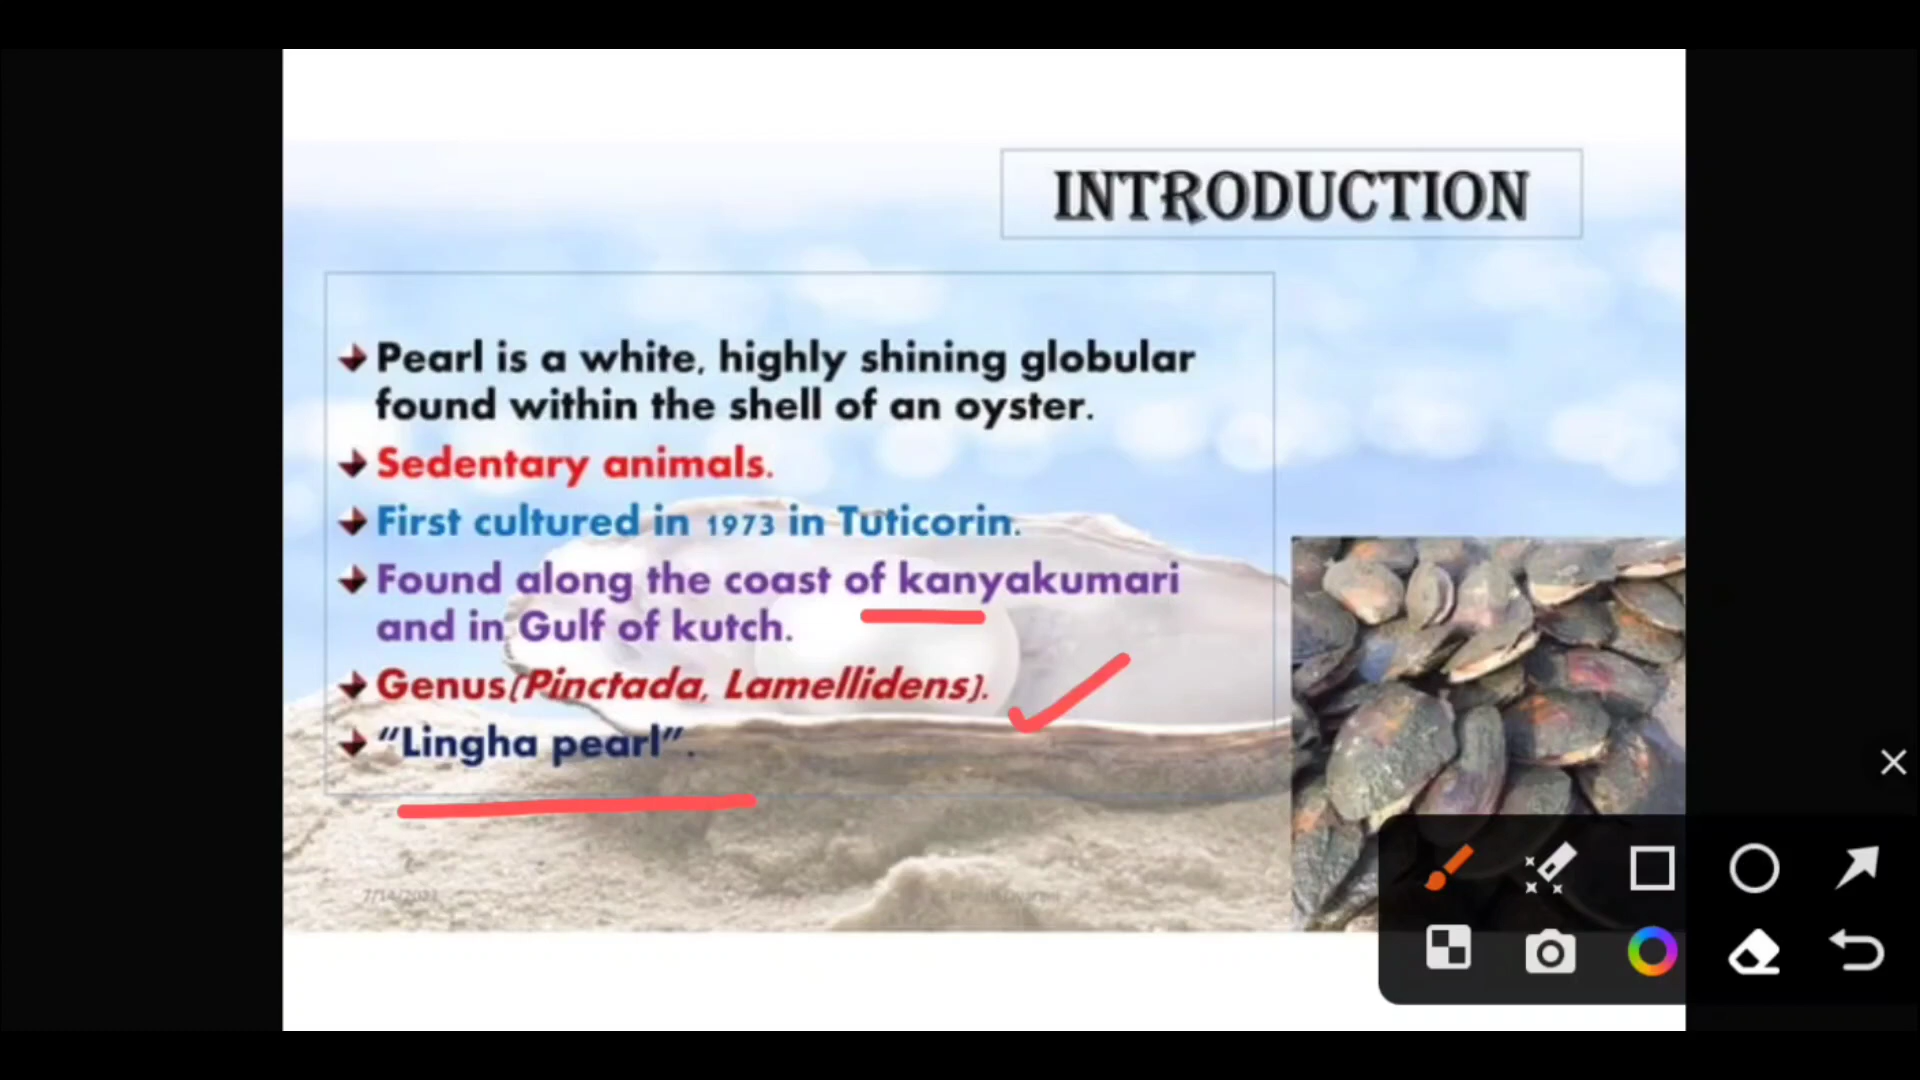 INTRODUCTION
Pearl is a white, highly shining globular
found within the shell of an oyster.
Sedentary animals.
First cultured in 1973 in Tuticorin.
Found along the coast of kanyakumari
and in Gulf of kutch.
Genus(Pinctada, Lamellidens).
“Lingha pearl”.